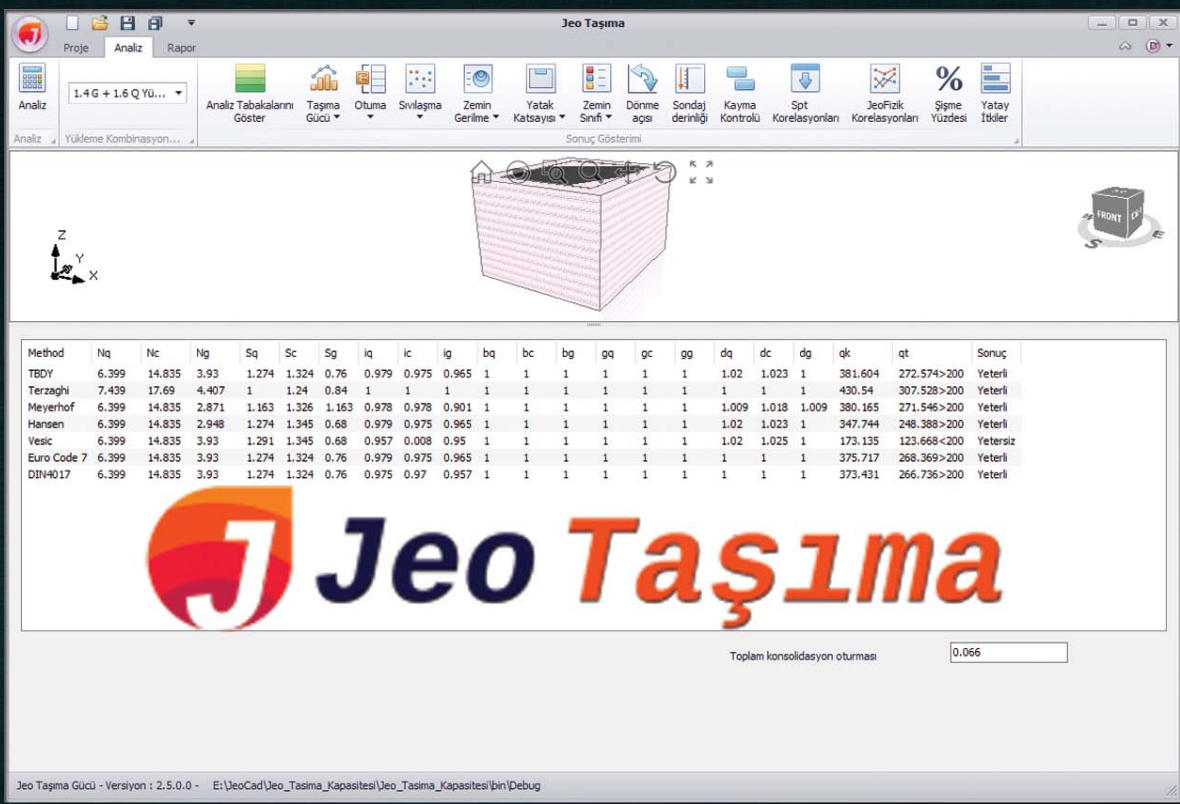 Jeo Taşıma
Proje Analiz Rapor
Analiz
1.4 G + 1.6 Q Yü...
Analiz Tabakalarını Göster
Taşıma Gücü
Otuma
Sıvılaşma
Zemin Gerilme
Yatak Katsayısı
Zemin Sınıfı
Dönme açısı
Sondaj derinliği
Kayma Kontrolü
Spt Korelasyonları
JeoFizik Korelasyonları
Şişme Yüzdesi
Yatay İtkiler
Analiz Yükleme Kombinasyon... Sonuç Gösterimi
Z
Y
X
FRONT
S
E
Method Nq Nc Ng Sq Sc Sg iq ic ig bq bc bg gq gc gg dq dc dg qk qt Sonuç
TBDY 6.399 14.835 3.93 1.274 1.324 0.76 0.979 0.975 0.965 1 1 1 1 1 1 1.02 1.023 1 381.604 272.574>200 Yeterli
Terzaghi 7.439 17.69 4.407 1 1.24 0.84 1 1 1 1 1 1 1 1 1 1 1 1 430.54 307.528>200 Yeterli
Meyerhof 6.399 14.835 2.871 1.163 1.326 1.163 0.978 0.978 0.901 1 1 1 1 1 1 1.009 1.018 1.009 380.165 271.546>200 Yeterli
Hansen 6.399 14.835 2.948 1.274 1.345 0.68 0.979 0.975 0.965 1 1 1 1 1 1 1.02 1.023 1 347.744 248.388>200 Yeterli
Vesic 6.399 14.835 3.93 1.291 1.345 0.68 0.957 0.008 0.95 1 1 1 1 1 1 1.02 1.025 1 173.135 123.668<200 Yetersiz
Euro Code 7 6.399 14.835 3.93 1.274 1.324 0.76 0.979 0.975 0.965 1 1 1 1 1 1 1 1 1 375.717 268.369>200 Yeterli
DIN4017 6.399 14.835 3.93 1.274 1.324 0.76 0.975 0.97 0.957 1 1 1 1 1 1 1 1 1 373.431 266.736>200 Yeterli
Jeo Taşıma
Toplam konsolidasyon oturması 0.066
Jeo Taşıma Gücü - Versiyon : 2.5.0.0 - E:\JeoCad\Jeo_Tasima_Kapasitesi\Jeo_Tasima_Kapasitesi\bin\Debug